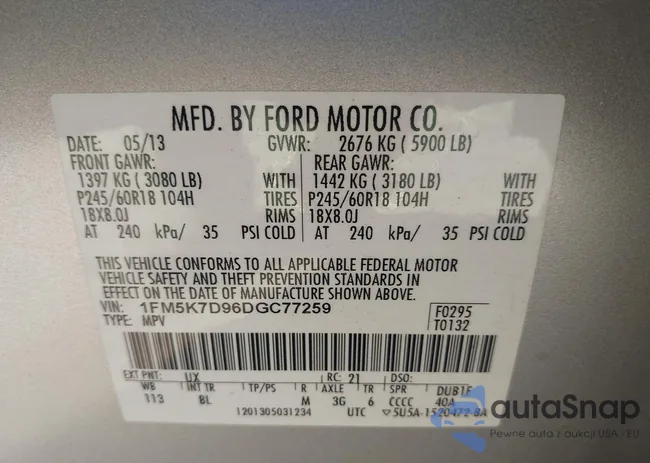 MFD. BY FORD MOTOR CO.
DATE: 05/13 GVWR: 2676 KG ( 5900 LB)
FRONT GAWR: REAR GAWR:
1397 KG ( 3080 LB) WITH 1442 KG ( 3180 LB) WITH
P245/60R18 104H TIRES P245/60R18 104H TIRES
18X8.0J RIMS 18X8.0J RIMS
AT 240 kPa/ 35 PSI COLD AT 240 kPa/ 35 PSI COLD
THIS VEHICLE CONFORMS TO ALL APPLICABLE FEDERAL MOTOR
VEHICLE SAFETY AND THEFT PREVENTION STANDARDS IN
EFFECT ON THE DATE OF MANUFACTURE SHOWN ABOVE.
VIN: 1FM5K7D96DGC77259 F0295
TYPE: MPV T0132
EXT PNT: UX RC: 21 DSO:
WB INT TR TP/PS R AXLE TR SPR DUB1F
113 BL M 3G 6 CCCC 40A
1201305031234 UTC
autaSnap
Pewne auta z aukcji USA i EU